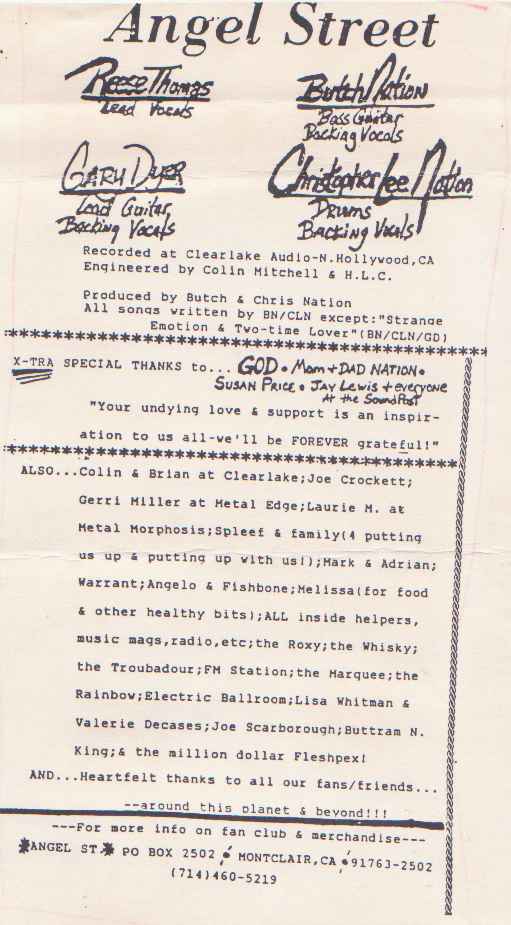 Angel Street
Reese Thomas
Lead Vocals
Butch Nation
Bass Guitar
Backing Vocals
Gary Dyer
Lead Guitar
Backing Vocals
Christopher Lee Nation
Drums
Backing Vocals
Recorded at Clearlake Audio-N.Hollywood,CA
Engineered by Colin Mitchell & H.L.C.
Produced by Butch & Chris Nation
All songs written by BN/CLN except:"Strange
Emotion & Two-time Lover"(BN/CLN/GD)
X-TRA SPECIAL THANKS to... GOD • Mom + DAD NATION •
SUSAN PRICE • JAY Lewis + everyone
At the SoundPost
"Your undying love & support is an inspir-
ation to us all-we'll be FOREVER grateful!"
ALSO...Colin & Brian at Clearlake;Joe Crockett;
Gerri Miller at Metal Edge;Laurie M. at
Metal Morphosis;Spleef & family(4 putting
us up & putting up with us!);Mark & Adrian;
Warrant;Angelo & Fishbone;Melissa(for food
& other healthy bits);ALL inside helpers,
music mags,radio,etc;the Roxy;the Whisky;
the Troubadour;FM Station;the Marquee;the
Rainbow;Electric Ballroom;Lisa Whitman &
Valerie Decases;Joe Scarborough;Buttram N.
King;& the million dollar Fleshpex!
AND...Heartfelt thanks to all our fans/friends...
--around this planet & beyond!!!
---For more info on fan club & merchandise---
*ANGEL ST.* PO BOX 2502 • MONTCLAIR,CA • 91763-2502
(714)460-5219